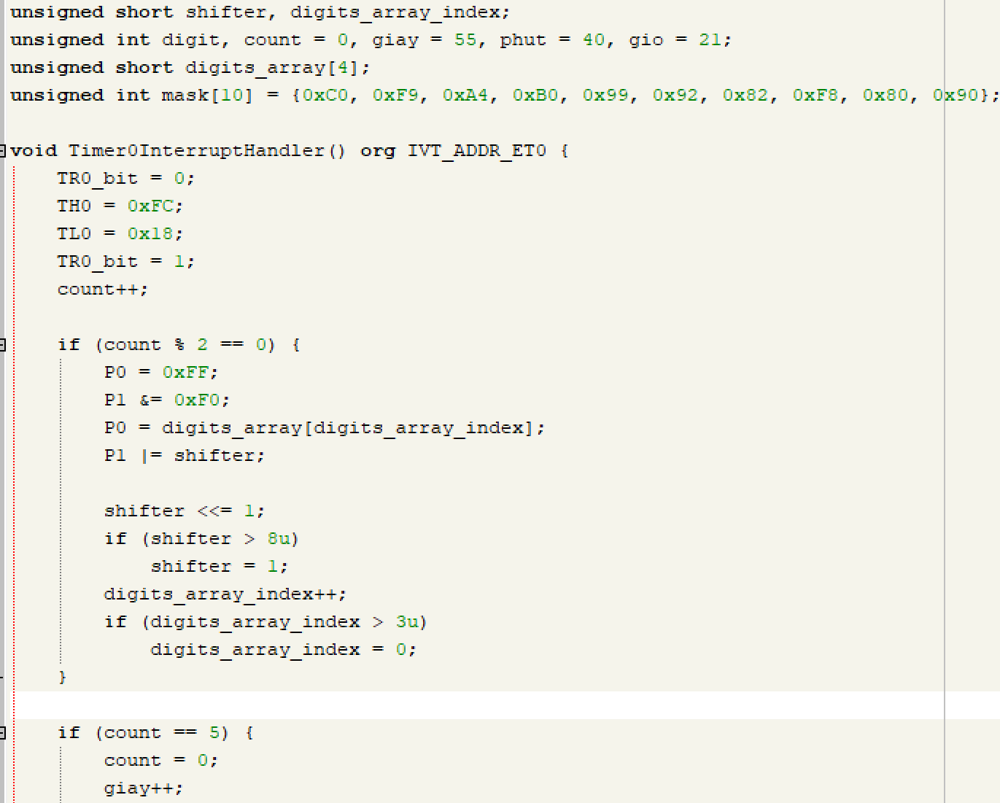 unsigned short shifter, digits_array_index;
unsigned int digit, count = 0, giay = 55, phut = 40, gio = 21;
unsigned short digits_array[4];
unsigned int mask[10] = {0xC0, 0xF9, 0xA4, 0xB0, 0x99, 0x92, 0x82, 0xF8, 0x80, 0x90};
void Timer0InterruptHandler() org IVT_ADDR_ET0 {
TR0_bit = 0;
TH0 = 0xFC;
TL0 = 0x18;
TR0_bit = 1;
count++;
if (count % 2 == 0) {
P0 = 0xFF;
P1 &= 0xF0;
P0 = digits_array[digits_array_index];
P1 |= shifter;
shifter <<= 1;
if (shifter > 8u)
shifter = 1;
digits_array_index++;
if (digits_array_index > 3u)
digits_array_index = 0;
}
if (count == 5) {
count = 0;
giay++;